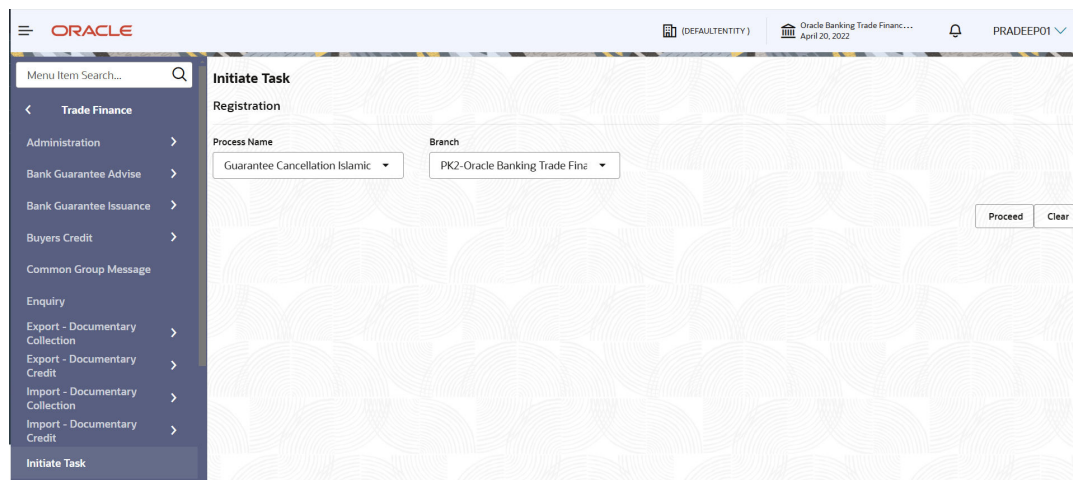 ORACLE
(DEFAULTENTITY)
Oracle Banking Trade Financ...
April 20, 2022
PRADEEP01
Menu Item Search...
Trade Finance
Administration
Bank Guarantee Advise
Bank Guarantee Issuance
Buyers Credit
Common Group Message
Enquiry
Export - Documentary
Collection
Export - Documentary
Credit
Import - Documentary
Collection
Import - Documentary
Credit
Initiate Task
Initiate Task
Registration
Process Name
Branch
Guarantee Cancellation Islamic
PK2-Oracle Banking Trade Fina
Proceed
Clear